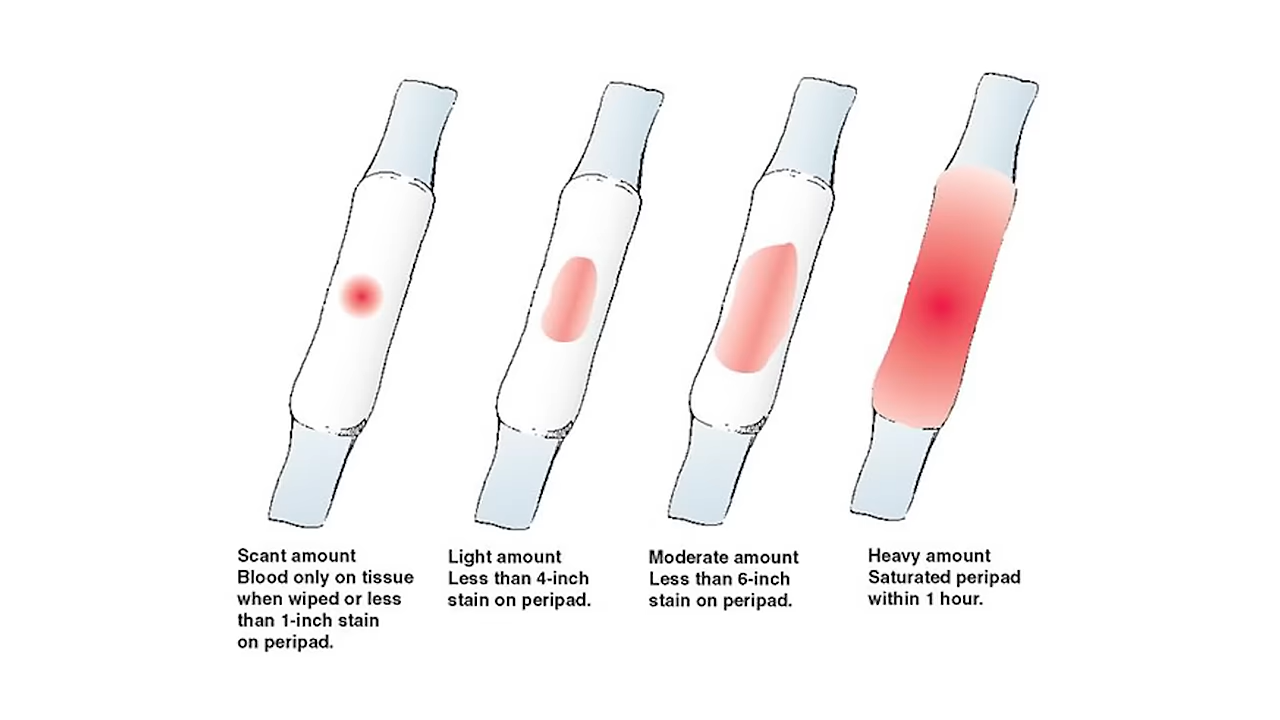 Scant amount
Blood only on tissue
when wiped or less
than 1-inch stain
on peripad.
Light amount
Less than 4-inch
stain on peripad.
Moderate amount
Less than 6-inch
stain on peripad.
Heavy amount
Saturated peripad
within 1 hour.